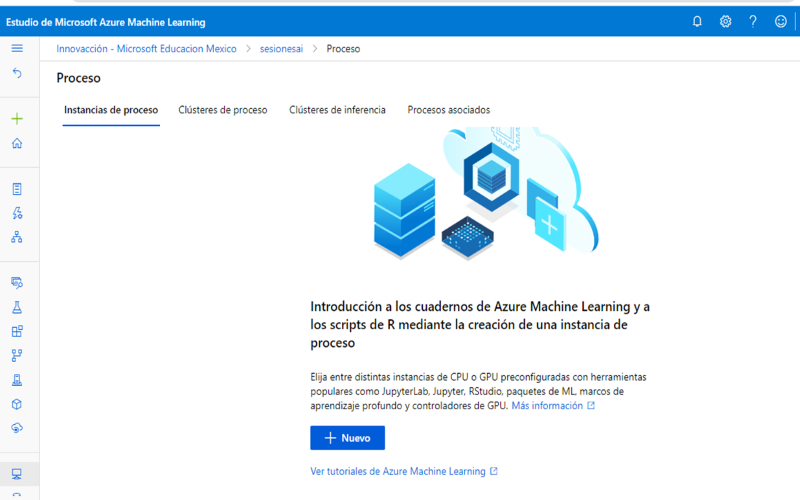 Estudio de Microsoft Azure Machine Learning
Innovacción - Microsoft Educacion Mexico > sesionesai > Proceso
Proceso
Instancias de proceso Clústeres de proceso Clústeres de inferencia Procesos asociados
Introducción a los cuadernos de Azure Machine Learning y a
los scripts de R mediante la creación de una instancia de
proceso
Elija entre distintas instancias de CPU o GPU preconfiguradas con herramientas
populares como JupyterLab, Jupyter, RStudio, paquetes de ML, marcos de
aprendizaje profundo y controladores de GPU. Más información
Nuevo
Ver tutoriales de Azure Machine Learning